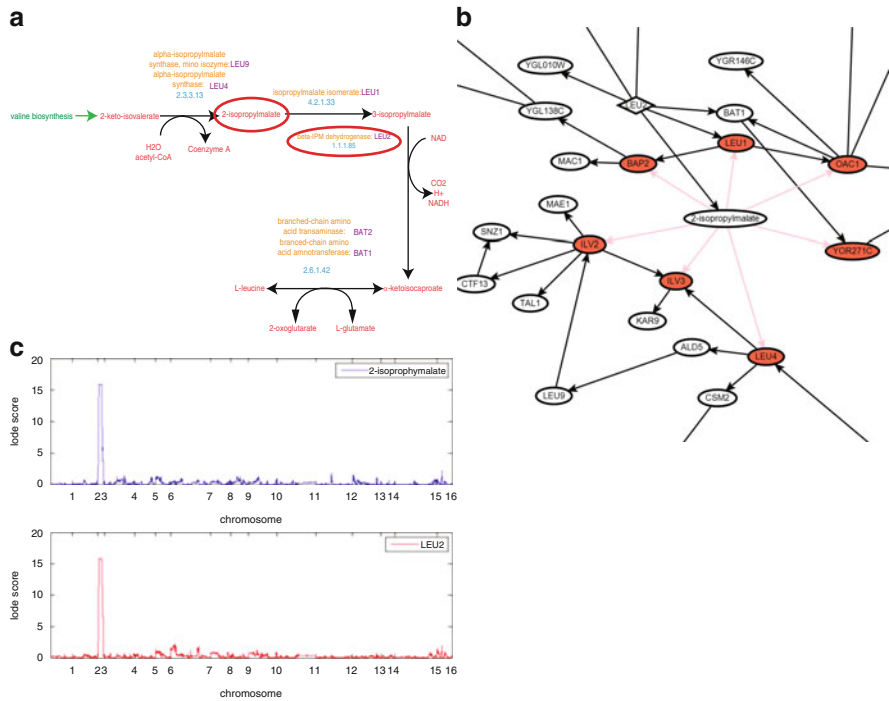 a
alpha-isopropylmalate
synthase, mino isozyme: LEU9
alpha-isopropylmalate
synthase: LEU4
2.3.3.13
isopropylmalate isomerate: LEU1
4.2.1.33
valine biosynthesis
2-keto-isovalerate
2-isopropylmalate
3-isopropylmalate
H2O
acetyl-CoA
Coenzyme A
beta-IPM dehydrogenase: LEU2
1.1.1.85
NAD
CO2
H+
NADH
branched-chain amino
acid transaminase: BAT2
branced-chain amino
acid amnotransferase: BAT1
2.6.1.42
L-leucine
α-ketoisocaproate
2-oxoglutarate
L-glutamate
b
YGL010W
YGR146C
YGL138C
LEU2
BAT1
LEU1
MAC1
BAP2
OAC1
MAE1
2-isopropylmalate
SNZ1
ILV2
YOR271C
CTF13
ILV3
TAL1
KAR9
ALD5
LEU4
LEU9
CSM2
c
20
15
10
5
0
lode score
2-isoprophymalate
1 2 3 4 5 6 7 8 9 10 11 12 13 14 15 16
chromosome
20
15
10
5
0
lode score
LEU2
1 2 3 4 5 6 7 8 9 10 11 12 13 14 15 16
chromosome